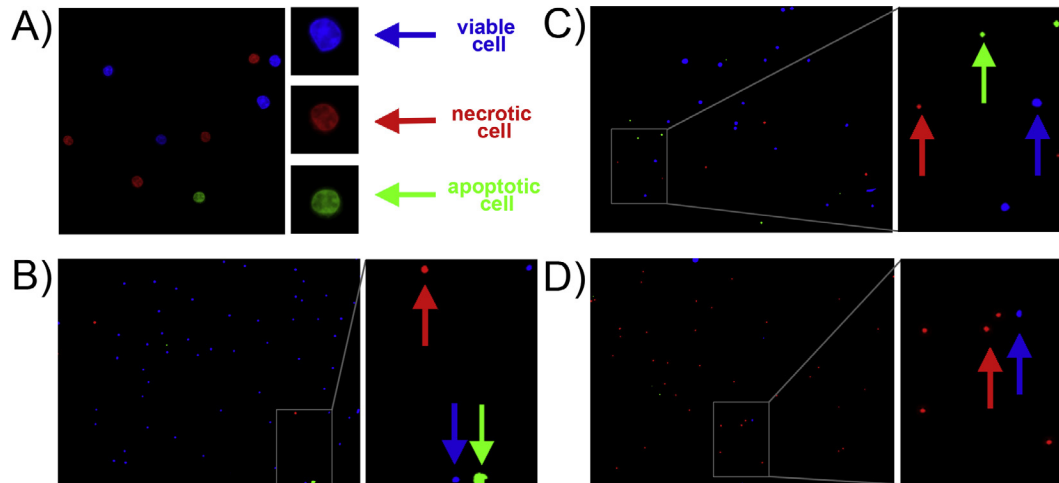 A)
viable
cell
necrotic
cell
apoptotic
cell
C)
B)
D)